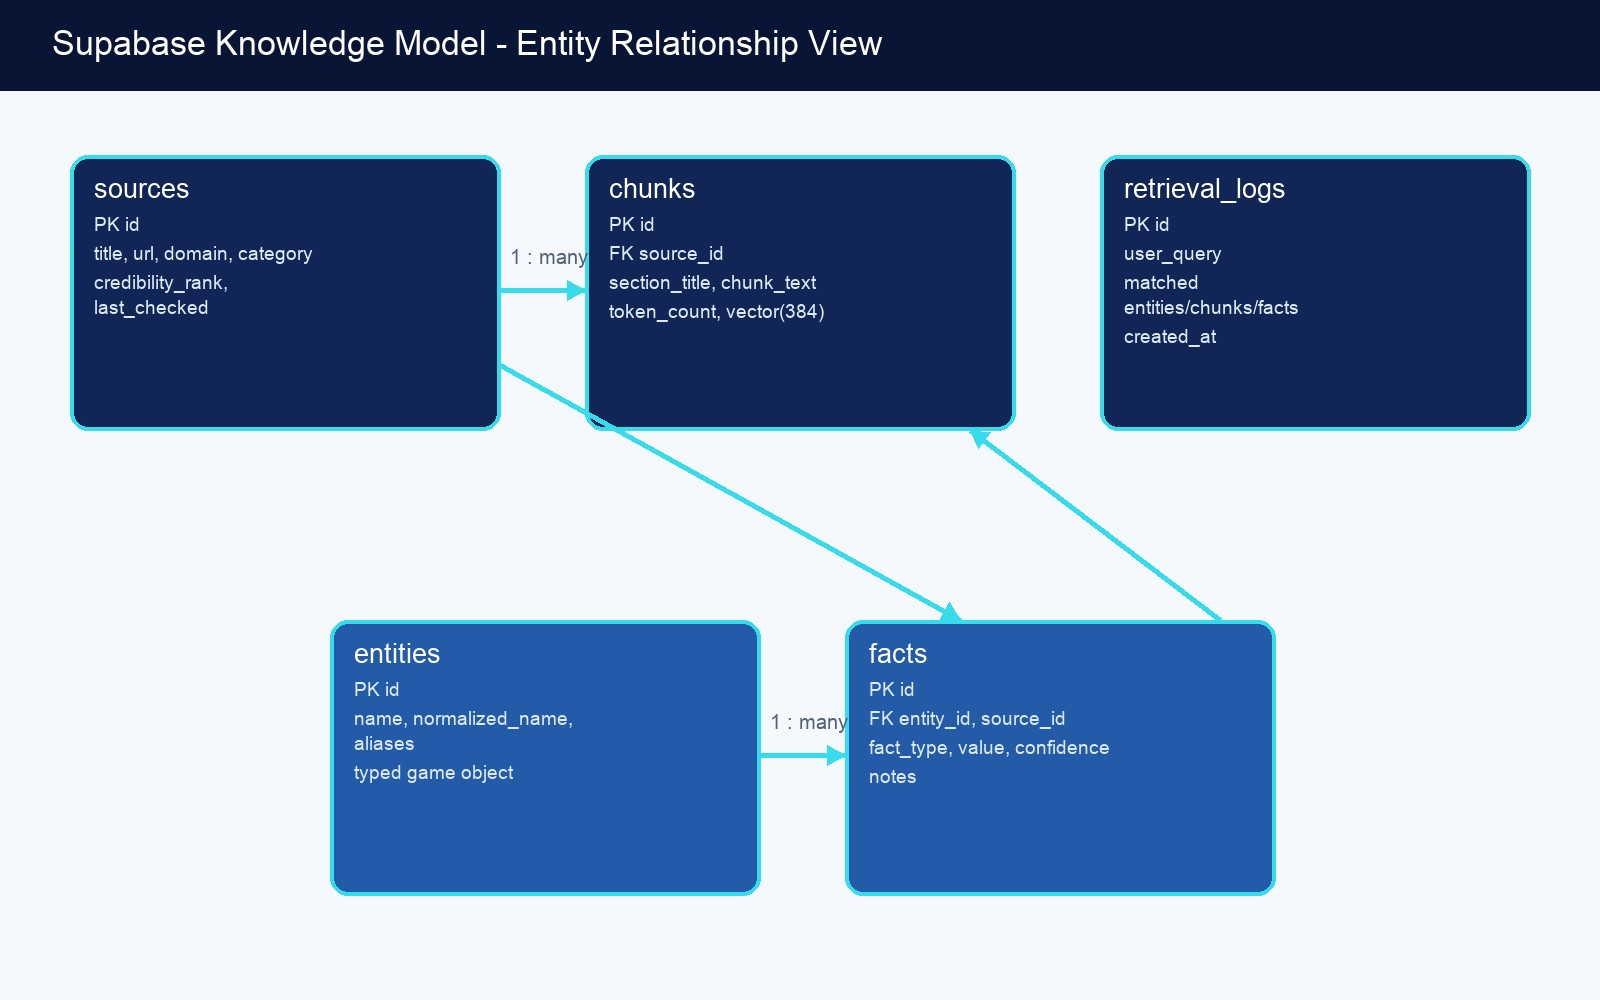 Supabase Knowledge Model - Entity Relationship View
sources
PK id
title, url, domain, category
credibility_rank,
last_checked
1 : many
chunks
PK id
FK source_id
section_title, chunk_text
token_count, vector(384)
retrieval_logs
PK id
user_query
matched
entities/chunks/facts
created_at
entities
PK id
name, normalized_name,
aliases
typed game object
1 : many
facts
PK id
FK entity_id, source_id
fact_type, value, confidence
notes